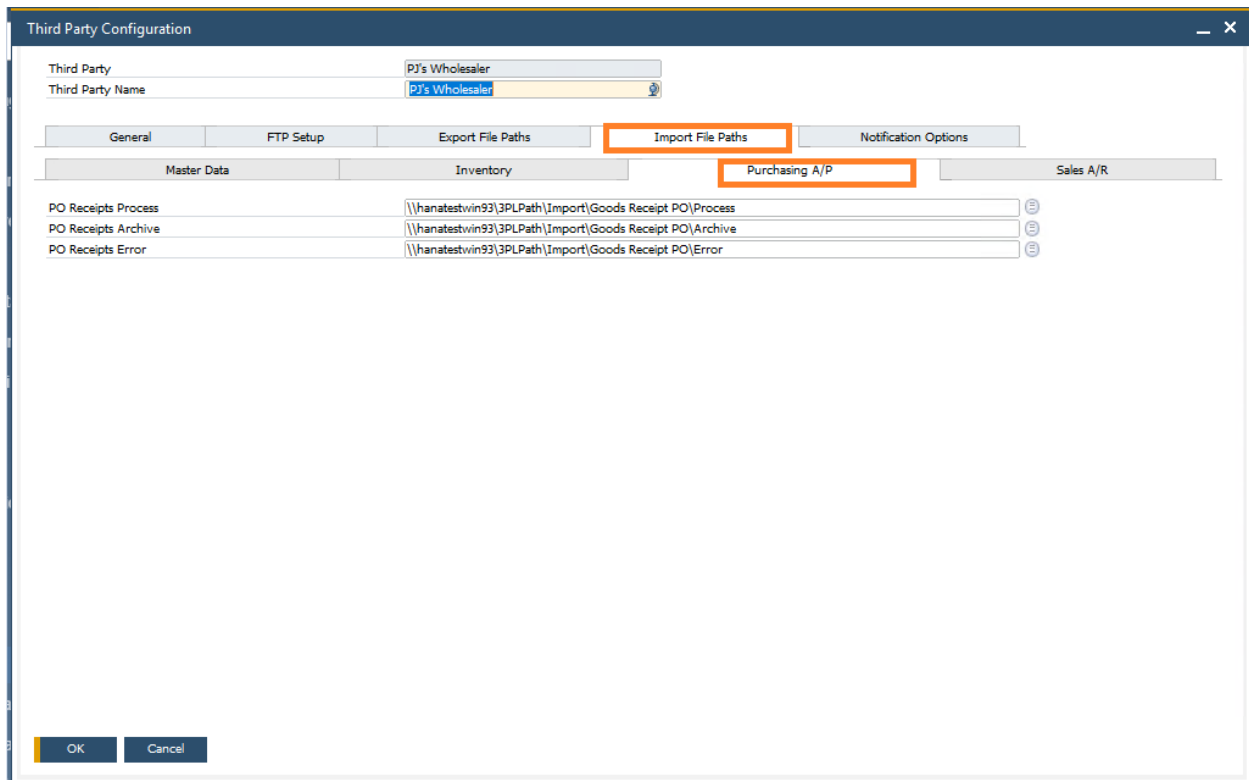 Third Party Configuration
Third Party PJ's Wholesaler
Third Party Name PJ's Wholesaler
General FTP Setup Export File Paths Import File Paths Notification Options
Master Data Inventory Purchasing A/P Sales A/R
PO Receipts Process \\hanatestwin93\3PLPath\Import\Goods Receipt PO\Process
PO Receipts Archive \\hanatestwin93\3PLPath\Import\Goods Receipt PO\Archive
PO Receipts Error \\hanatestwin93\3PLPath\Import\Goods Receipt PO\Error
OK Cancel